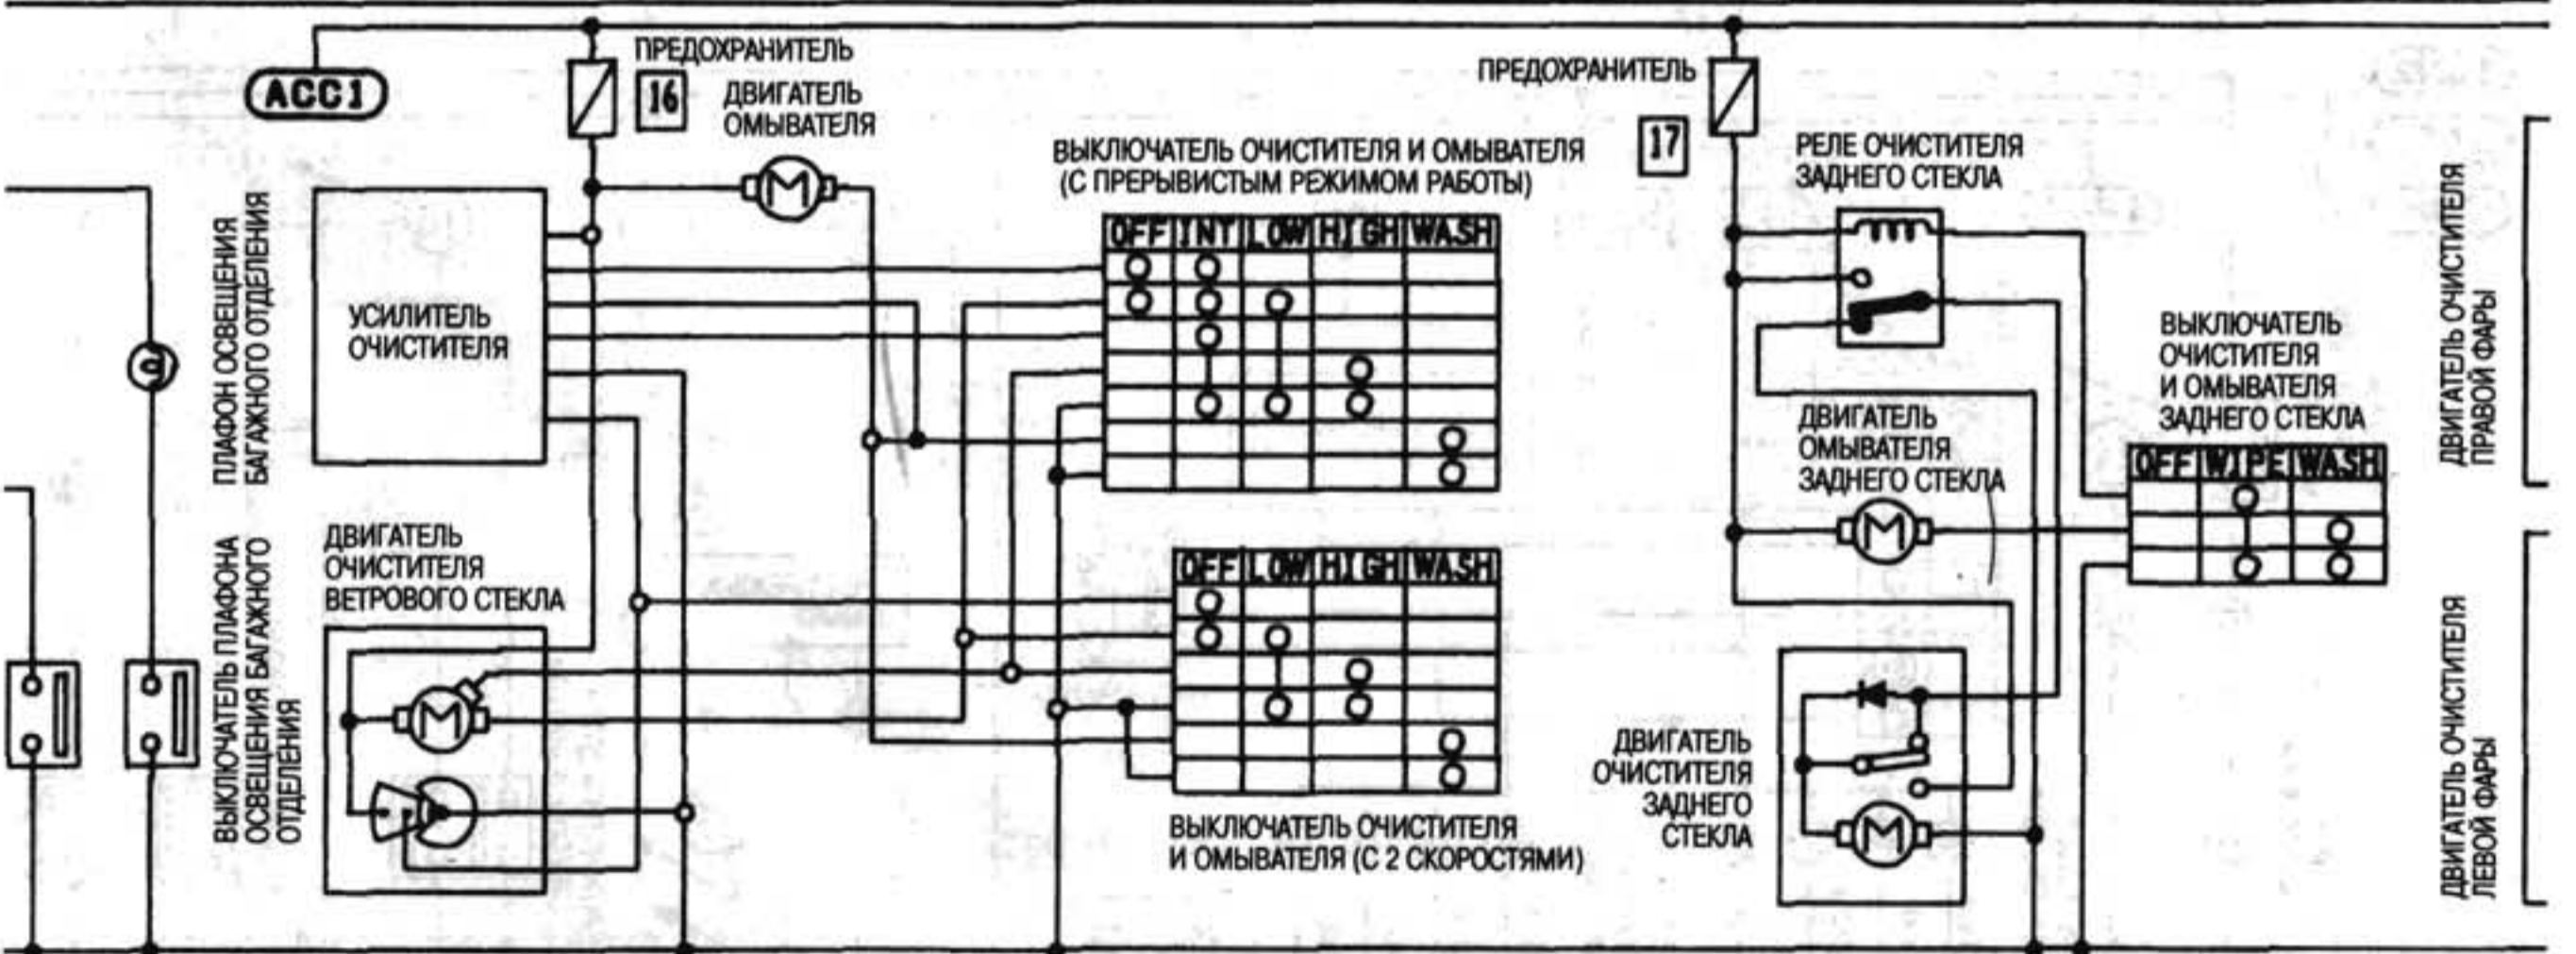 ACC1
ПРЕДОХРАНИТЕЛЬ
16
ДВИГАТЕЛЬ
ОМЫВАТЕЛЯ
ПЛАФОН ОСВЕЩЕНИЯ
БАГАЖНОГО ОТДЕЛЕНИЯ
УСИЛИТЕЛЬ
ОЧИСТИТЕЛЯ
ВЫКЛЮЧАТЕЛЬ ПЛАФОНА
ОСВЕЩЕНИЯ БАГАЖНОГО
ОТДЕЛЕНИЯ
ДВИГАТЕЛЬ
ОЧИСТИТЕЛЯ
ВЕТРОВОГО СТЕКЛА
M
M
ВЫКЛЮЧАТЕЛЬ ОЧИСТИТЕЛЯ И ОМЫВАТЕЛЯ
(С ПРЕРЫВИСТЫМ РЕЖИМОМ РАБОТЫ)
OFF INT LOW HIGH WASH
OFF LOW HIGH WASH
ВЫКЛЮЧАТЕЛЬ ОЧИСТИТЕЛЯ
И ОМЫВАТЕЛЯ (С 2 СКОРОСТЯМИ)
ПРЕДОХРАНИТЕЛЬ
17
РЕЛЕ ОЧИСТИТЕЛЯ
ЗАДНЕГО СТЕКЛА
ДВИГАТЕЛЬ
ОМЫВАТЕЛЯ
ЗАДНЕГО СТЕКЛА
M
ВЫКЛЮЧАТЕЛЬ
ОЧИСТИТЕЛЯ
И ОМЫВАТЕЛЯ
ЗАДНЕГО СТЕКЛА
OFF WIPE WASH
ДВИГАТЕЛЬ
ОЧИСТИТЕЛЯ
ЗАДНЕГО
СТЕКЛА
M
ДВИГАТЕЛЬ ОЧИСТИТЕЛЯ
ПРАВОЙ ФАРЫ
ДВИГАТЕЛЬ ОЧИСТИТЕЛЯ
ЛЕВОЙ ФАРЫ